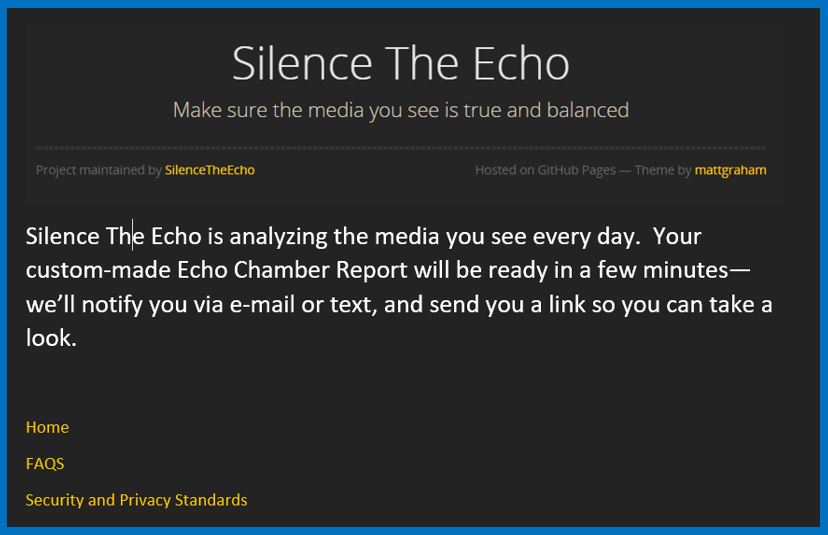 Silence The Echo
Make sure the media you see is true and balanced
Project maintained by SilenceTheEcho
Hosted on GitHub Pages — Theme by mattgraham
Silence The Echo is analyzing the media you see every day.  Your
custom-made Echo Chamber Report will be ready in a few minutes—
we’ll notify you via e-mail or text, and send you a link so you can take a
look.
Home
FAQS
Security and Privacy Standards